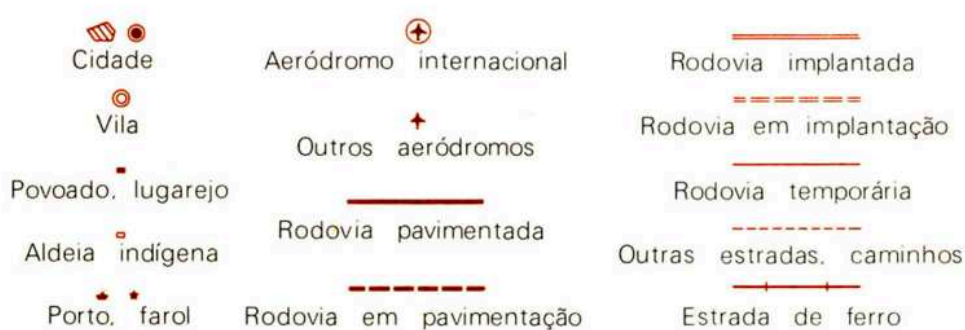 Cidade
Vila
Povoado, lugarejo
Aldeia indígena
Porto, farol
Aeródromo internacional
Outros aeródromos
Rodovia pavimentada
Rodovia em pavimentação
Rodovia implantada
Rodovia em implantação
Rodovia temporária
Outras estradas, caminhos
Estrada de ferro